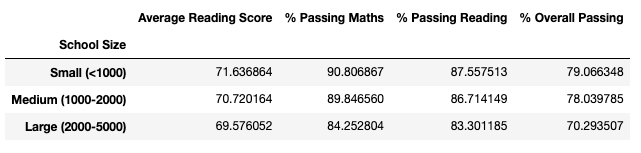 Average Reading Score % Passing Maths % Passing Reading % Overall Passing
School Size
Small (<1000) 71.636864 90.806867 87.557513 79.066348
Medium (1000-2000) 70.720164 89.846560 86.714149 78.039785
Large (2000-5000) 69.576052 84.252804 83.301185 70.293507